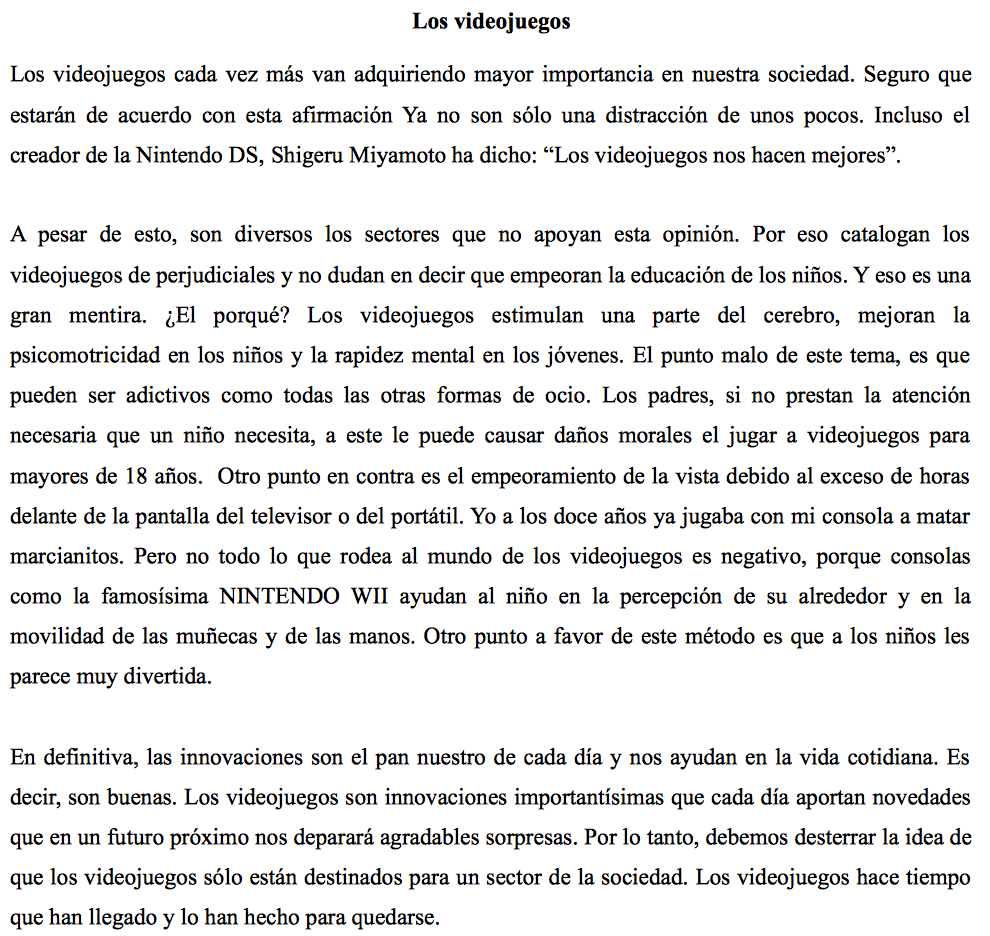 Los videojuegos
Los videojuegos cada vez más van adquiriendo mayor importancia en nuestra sociedad. Seguro que
estarán de acuerdo con esta afirmación Ya no son sólo una distracción de unos pocos. Incluso el
creador de la Nintendo DS, Shigeru Miyamoto ha dicho: “Los videojuegos nos hacen mejores”.
A pesar de esto, son diversos los sectores que no apoyan esta opinión. Por eso catalogan los
videojuegos de perjudiciales y no dudan en decir que empeoran la educación de los niños. Y eso es una
gran mentira. ¿El porqué? Los videojuegos estimulan una parte del cerebro, mejoran la
psicomotricidad en los niños y la rapidez mental en los jóvenes. El punto malo de este tema, es que
pueden ser adictivos como todas las otras formas de ocio. Los padres, si no prestan la atención
necesaria que un niño necesita, a este le puede causar daños morales el jugar a videojuegos para
mayores de 18 años.  Otro punto en contra es el empeoramiento de la vista debido al exceso de horas
delante de la pantalla del televisor o del portátil. Yo a los doce años ya jugaba con mi consola a matar
marcianitos. Pero no todo lo que rodea al mundo de los videojuegos es negativo, porque consolas
como la famosísima NINTENDO WII ayudan al niño en la percepción de su alrededor y en la
movilidad de las muñecas y de las manos. Otro punto a favor de este método es que a los niños les
parece muy divertida.
En definitiva, las innovaciones son el pan nuestro de cada día y nos ayudan en la vida cotidiana. Es
decir, son buenas. Los videojuegos son innovaciones importantísimas que cada día aportan novedades
que en un futuro próximo nos deparará agradables sorpresas. Por lo tanto, debemos desterrar la idea de
que los videojuegos sólo están destinados para un sector de la sociedad. Los videojuegos hace tiempo
que han llegado y lo han hecho para quedarse.